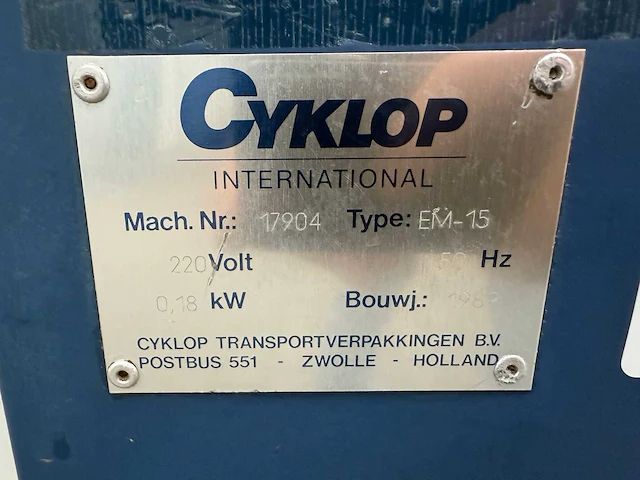 CYKLOP
INTERNATIONAL
Mach. Nr.: 17904 Type: EM-15
220 Volt 50 Hz
0,18 kW Bouwj.:
CYKLOP TRANSPORTVERPAKKINGEN B.V.
POSTBUS 551 - ZWOLLE - HOLLAND